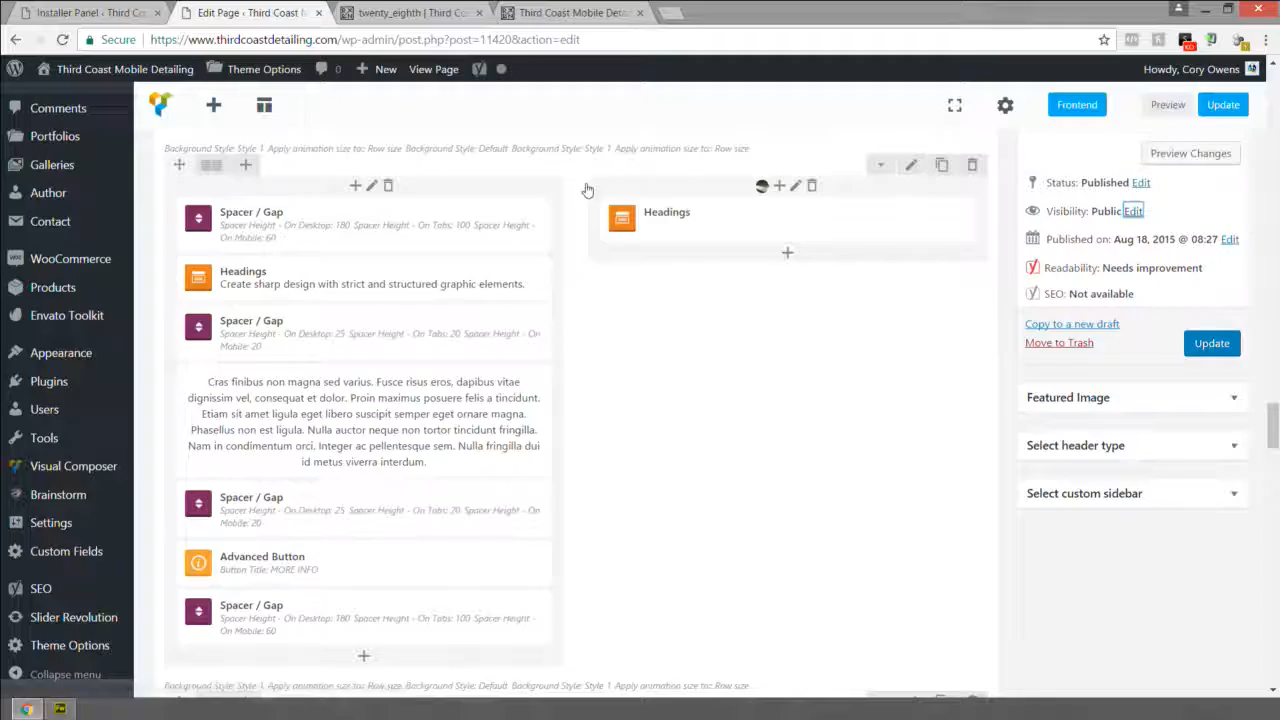 Installer Panel ‹ Third Co
Edit Page ‹ Third Coast
twenty_eighth | Third Co
Third Coast Mobile Deta
Secure
https://www.thirdcoastdetailing.com/wp-admin/post.php?post=11420&action=edit
Third Coast Mobile Detailing
Theme Options
0
New
View Page
Howdy, Cory Owens
Comments
Portfolios
Galleries
Author
Contact
WooCommerce
Products
Envato Toolkit
Appearance
Plugins
Users
Tools
Visual Composer
Brainstorm
Settings
Custom Fields
SEO
Slider Revolution
Theme Options
Collapse menu
Frontend
Preview
Update
Background Style: Style 1 Apply animation size to: Row size Background Style: Default Background Style: Style 1 Apply animation size to: Row size
Spacer / Gap
Spacer Height - On Desktop: 180 Spacer Height - On Tabs: 100 Spacer Height -
On Mobile: 60
Headings
Create sharp design with strict and structured graphic elements.
Spacer / Gap
Spacer Height - On Desktop: 25 Spacer Height - On Tabs: 20 Spacer Height - On
Mobile: 20
Cras finibus non magna sed varius. Fusce risus eros, dapibus vitae
dignissim vel, consequat et dolor. Proin maximus posuere felis a tincidunt.
Etiam sit amet ligula eget libero suscipit semper eget ornare magna.
Phasellus non est ligula. Nulla auctor neque non tortor tincidunt fringilla.
Nam in condimentum orci. Integer ac pellentesque sem. Nulla fringilla dui
id metus viverra interdum.
Spacer / Gap
Spacer Height - On Desktop: 25 Spacer Height - On Tabs: 20 Spacer Height - On
Mobile: 20
Advanced Button
Button Title: MORE INFO
Spacer / Gap
Spacer Height - On Desktop: 180 Spacer Height - On Tabs: 100 Spacer Height -
On Mobile: 60
Headings
Background Style: Style 1 Apply animation size to: Row size Background Style: Default Background Style: Style 1 Apply animation size to: Row size
Preview Changes
Status: Published Edit
Visibility: Public Edit
Published on: Aug 18, 2015 @ 08:27 Edit
Readability: Needs improvement
SEO: Not available
Copy to a new draft
Move to Trash
Update
Featured Image
Select header type
Select custom sidebar